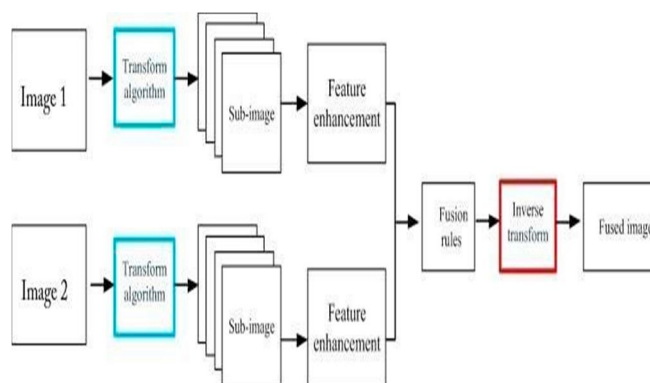 Image 1
Transform
algorithm
Sub-image
Feature
enhancement
Image 2
Transform
algorithm
Sub-image
Feature
enhancement
Fusion
rules
Inverse
transform
Fused image